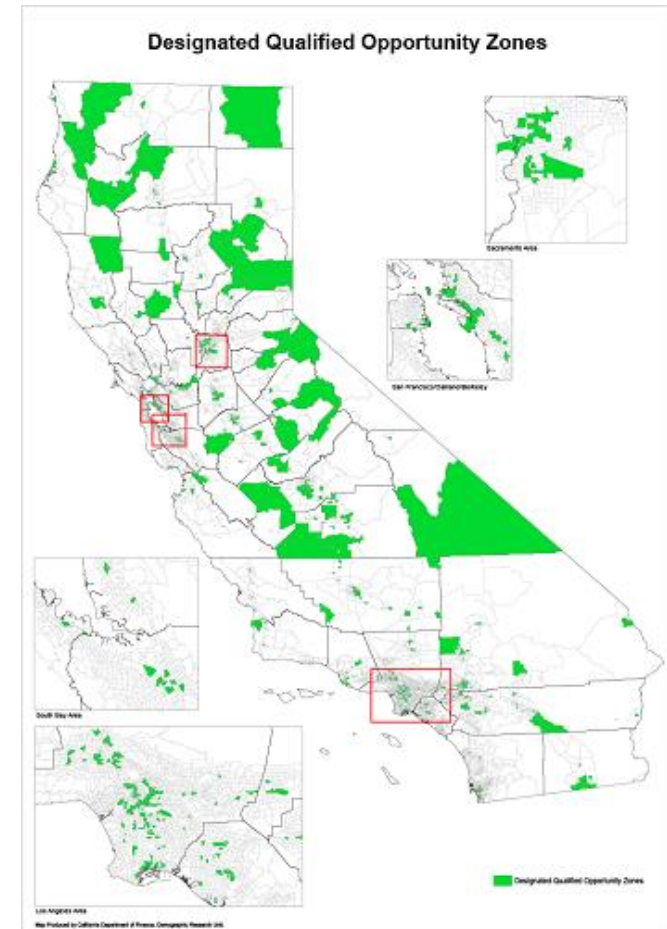 Designated Qualified Opportunity Zones
Sacramento Area
San Francisco/Oakland/Berkeley
South Bay Area
Los Angeles Area
Designated Qualified Opportunity Zones
Map Produced by California Department of Finance, Demographic Research Unit.